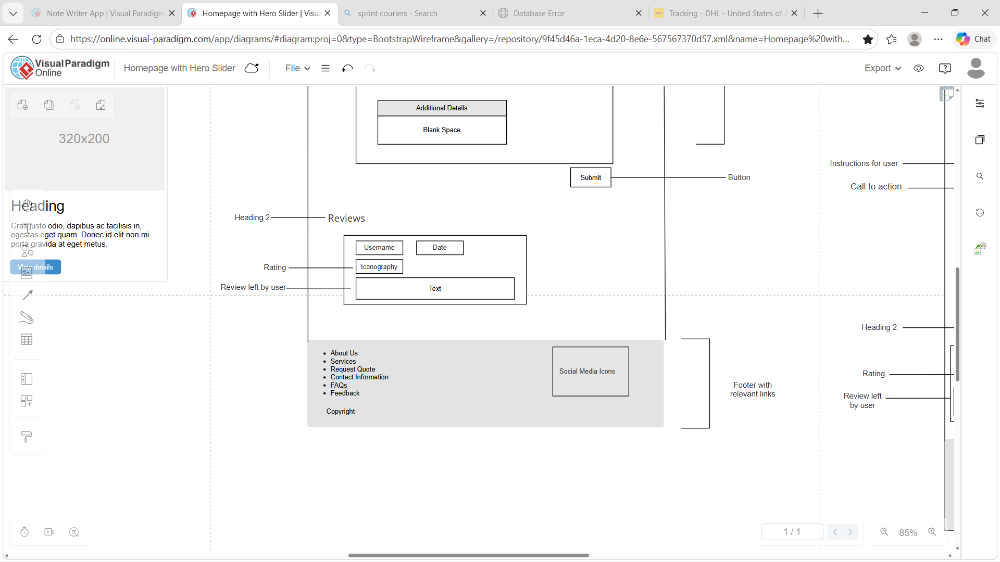 Note Writer App | Visual Paradigm
Homepage with Hero Slider | Visua
sprint couriers - Search
Database Error
Tracking - DHL - United States of A
https://online.visual-paradigm.com/app/diagrams/#diagram:proj=0&type=BootstrapWireframe&gallery=/repository/9f45d46a-1eca-4d20-8e6e-567567370d57.xml&name=Homepage%20with...
Chat
Visual Paradigm
Online
Homepage with Hero Slider
File
Export
320x200
Heading
Cras justo odio, dapibus ac facilisis in,
egestas eget quam. Donec id elit non mi
porta gravida at eget metus.
View details
Additional Details
Blank Space
Submit
Button
Instructions for user
Call to action
Heading 2
Reviews
Username
Date
Rating
Iconography
Review left by user
Text
About Us
Services
Request Quote
Contact Information
FAQs
Feedback
Copyright
Social Media Icons
Footer with
relevant links
Heading 2
Rating
Review left
by user
1 / 1
85%